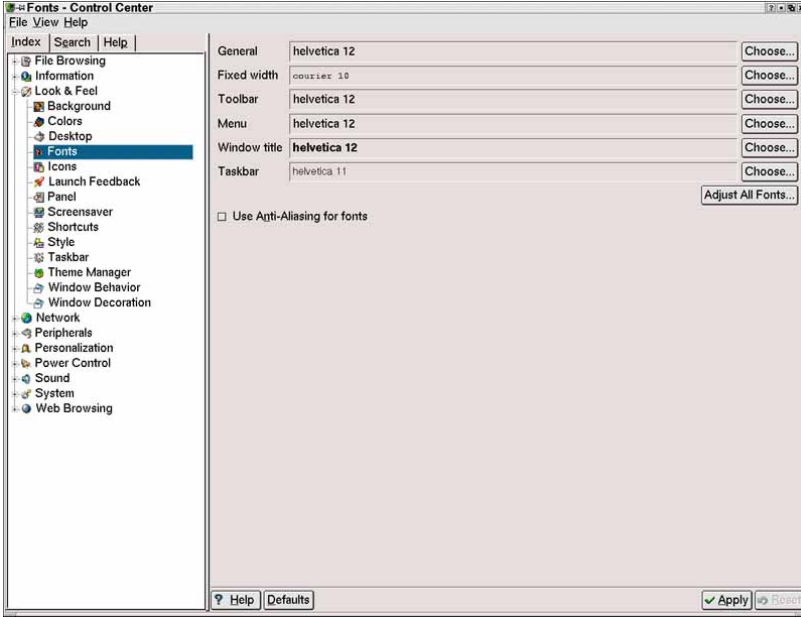 Fonts - Control Center
File View Help
Index Search Help
File Browsing
Information
Look & Feel
Background
Colors
Desktop
Fonts
Icons
Launch Feedback
Panel
Screensaver
Shortcuts
Style
Taskbar
Theme Manager
Window Behavior
Window Decoration
Network
Peripherals
Personalization
Power Control
Sound
System
Web Browsing
General helvetica 12 Choose...
Fixed width courier 10 Choose...
Toolbar helvetica 12 Choose...
Menu helvetica 12 Choose...
Window title helvetica 12 Choose...
Taskbar helvetica 11 Choose...
Adjust All Fonts...
Use Anti-Aliasing for fonts
? Help Defaults Apply Reset